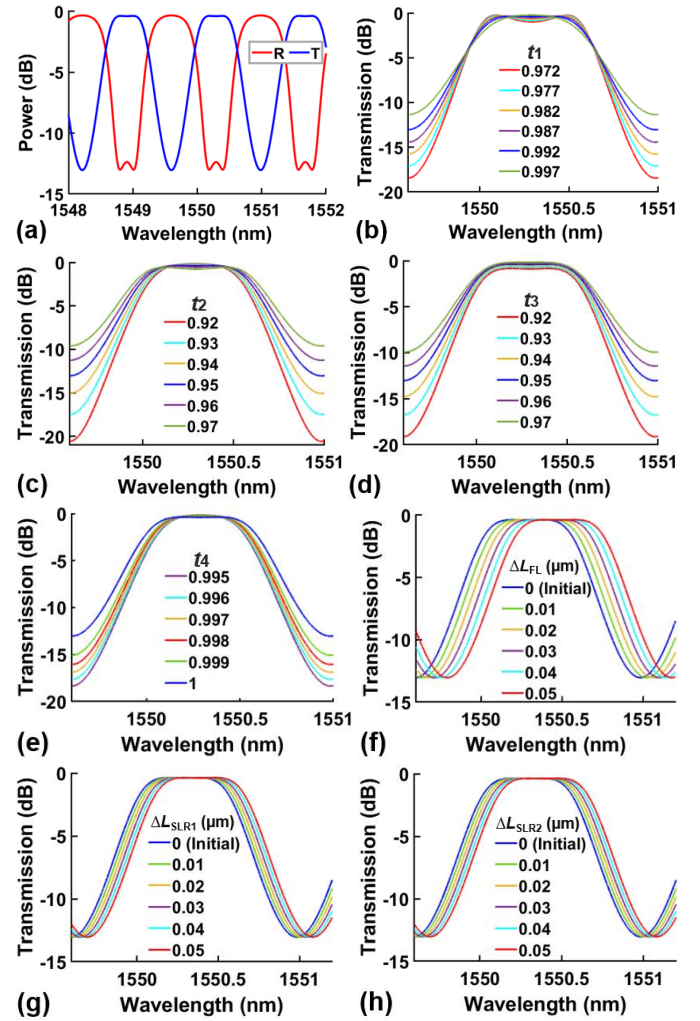 0
-5
-10
-15
Power (dB)
R T
1548 1549 1550 1551 1552
Wavelength (nm)
(a)
0
-5
-10
-15
-20
Transmission (dB)
t1
0.972
0.977
0.982
0.987
0.992
0.997
1550 1550.5 1551
Wavelength (nm)
(b)
0
-5
-10
-15
-20
Transmission (dB)
t2
0.92
0.93
0.94
0.95
0.96
0.97
1550 1550.5 1551
Wavelength (nm)
(c)
0
-5
-10
-15
-20
Transmission (dB)
t3
0.92
0.93
0.94
0.95
0.96
0.97
1550 1550.5 1551
Wavelength (nm)
(d)
0
-5
-10
-15
-20
Transmission (dB)
t4
0.995
0.996
0.997
0.998
0.999
1
1550 1550.5 1551
Wavelength (nm)
(e)
0
-5
-10
-15
Transmission (dB)
ΔLFL (μm)
0 (Initial)
0.01
0.02
0.03
0.04
0.05
1550 1550.5 1551
Wavelength (nm)
(f)
0
-5
-10
-15
Transmission (dB)
ΔLSLR1 (μm)
0 (Initial)
0.01
0.02
0.03
0.04
0.05
1550 1550.5 1551
Wavelength (nm)
(g)
0
-5
-10
-15
Transmission (dB)
ΔLSLR2 (μm)
0 (Initial)
0.01
0.02
0.03
0.04
0.05
1550 1550.5 1551
Wavelength (nm)
(h)